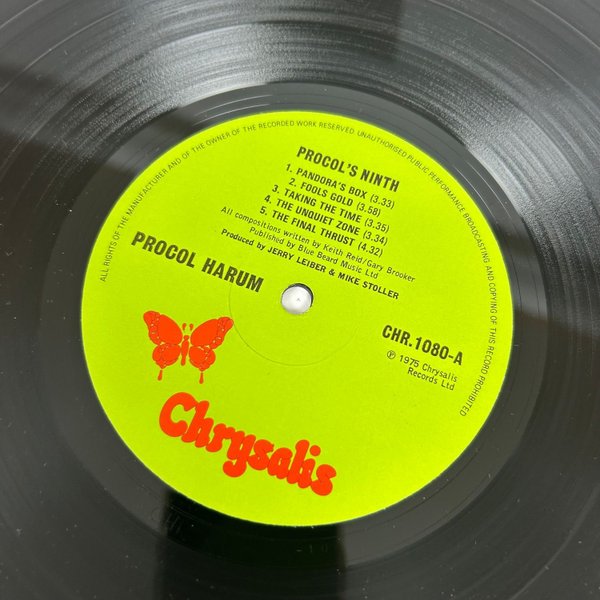 ALL RIGHTS OF THE MANUFACTURER AND OF THE OWNER OF THE RECORDED WORK RESERVED. UNAUTHORISED PUBLIC PERFORMANCE BROADCASTING AND COPYING OF THIS RECORD PROHIBITED
PROCOL'S NINTH
1. PANDORA'S BOX (3.33)
2. FOOLS GOLD (3.58)
3. TAKING THE TIME (3.35)
4. THE UNQUIET ZONE (3.34)
5. THE FINAL THRUST (4.32)
All compositions written by Keith Reid/Gary Brooker
Published by Blue Beard Music Ltd
Produced by JERRY LEIBER & MIKE STOLLER
PROCOL HARUM
CHR.1080-A
℗ 1975 Chrysalis
Records Ltd
Chrysalis